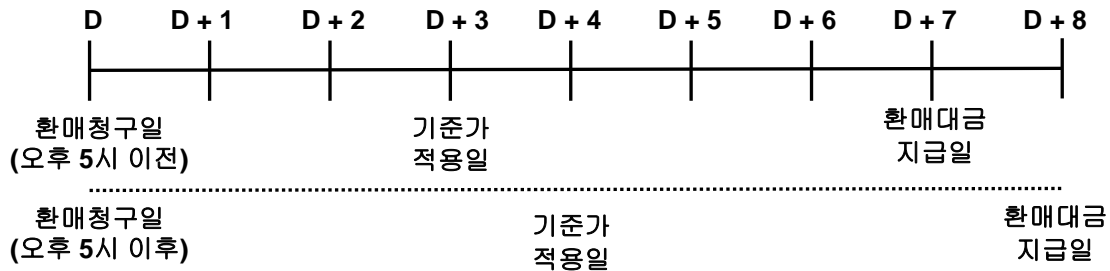 D D + 1 D + 2 D + 3 D + 4 D + 5 D + 6 D + 7 D + 8
환매청구일 기준가 환매대금
(오후 5시 이전) 적용일 지급일
환매청구일 기준가 환매대금
(오후 5시 이후) 적용일 지급일